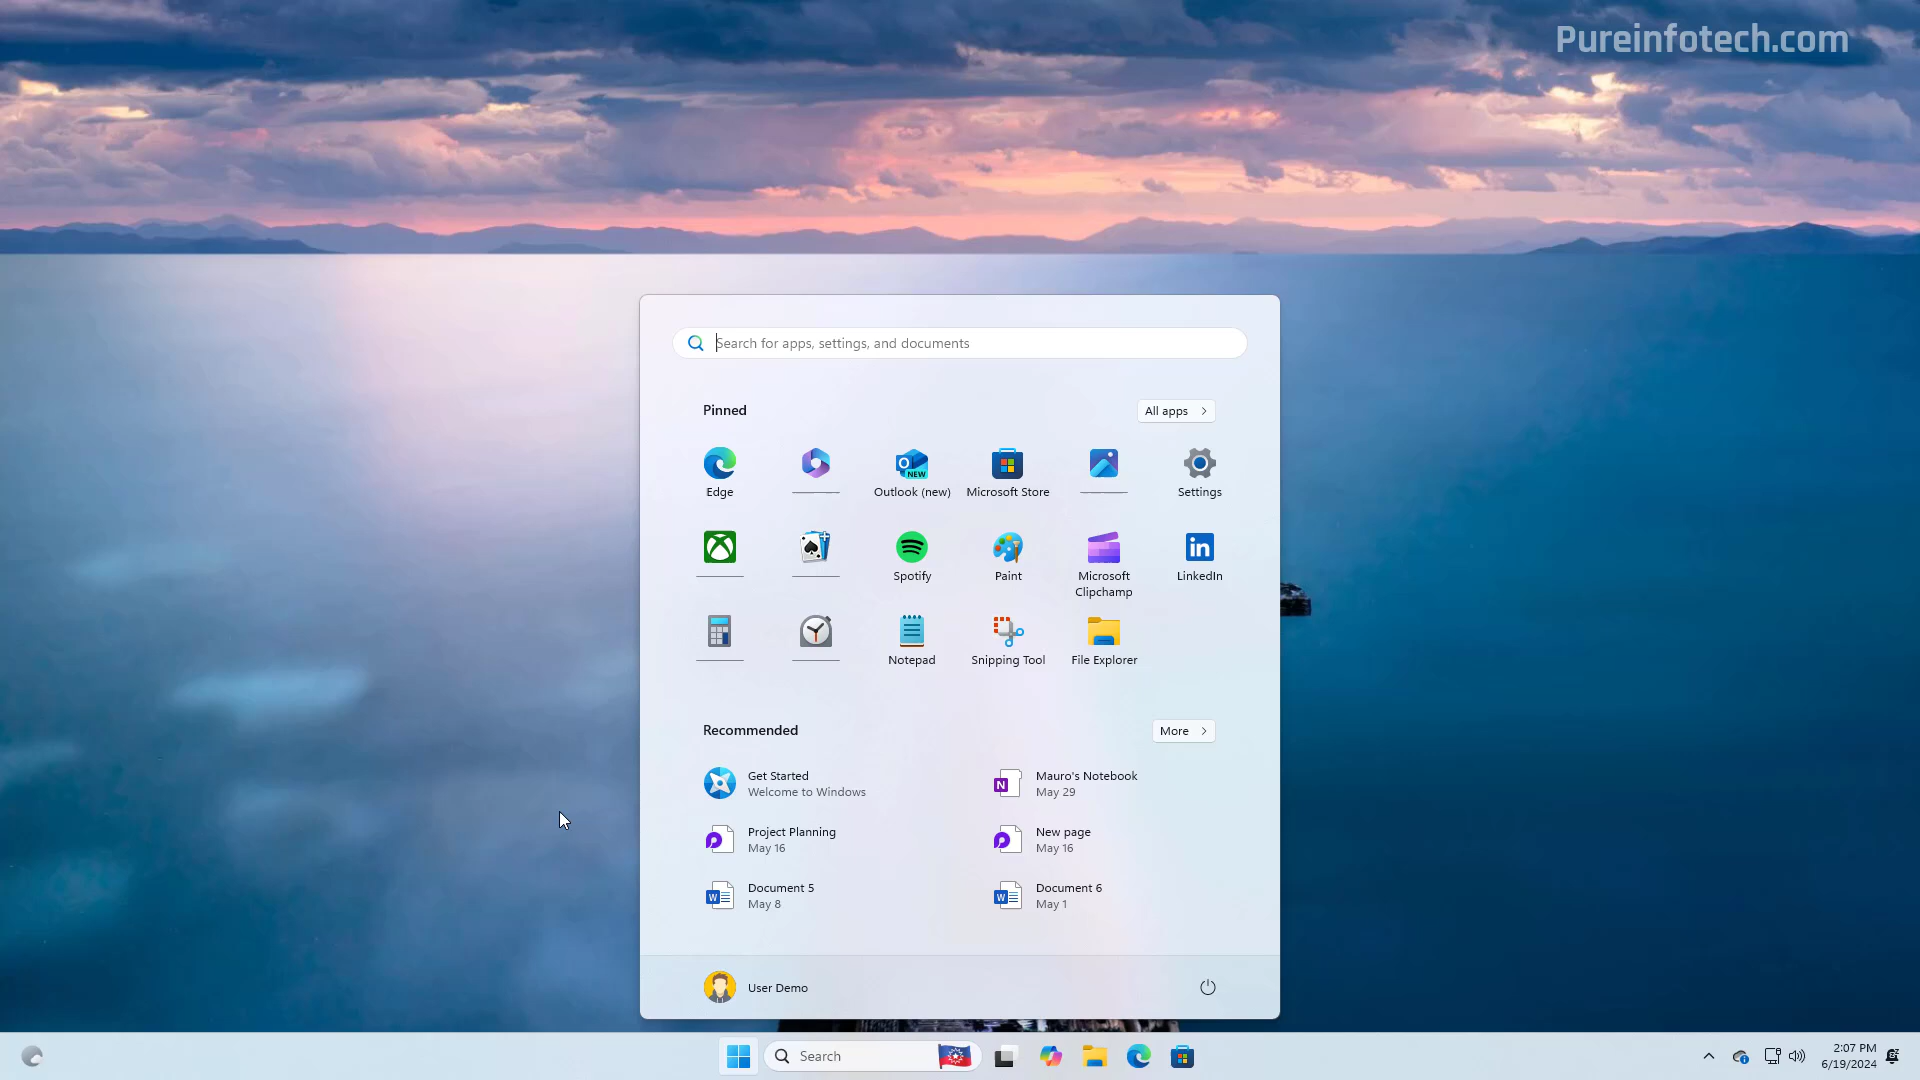 Pureinfotech.com
Search for apps, settings, and documents
Pinned
All apps
Edge
Outlook (new)
NEW
Microsoft Store
Settings
Spotify
Paint
Microsoft
Clipchamp
in
LinkedIn
Notepad
Snipping Tool
File Explorer
Recommended
More
Get Started
Welcome to Windows
N
Mauro's Notebook
May 29
Project Planning
May 16
New page
May 16
W
Document 5
May 8
W
Document 6
May 1
User Demo
Search
2:07 PM
6/19/2024